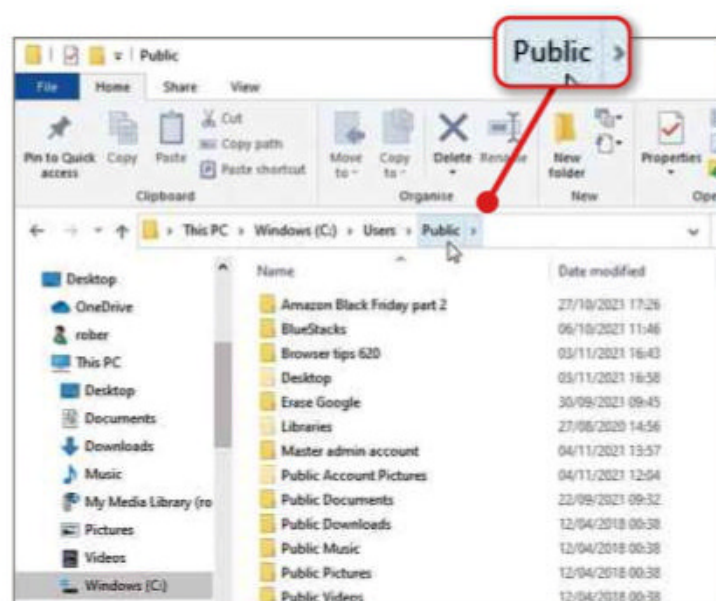 Public >
Public
File Home Share View
Pin to Quick access
Copy
Paste
Cut
Copy path
Paste shortcut
Move to
Copy to
Delete
Rename
New folder
Properties
Clipboard Organise New Ope
> This PC > Windows (C:) > Users > Public >
Name Date modified
Amazon Black Friday part 2 27/10/2021 17:26
BlueStacks 06/10/2021 11:46
Browser tips 620 03/11/2021 16:43
Desktop 03/11/2021 16:58
Erase Google 30/09/2021 09:45
Libraries 27/08/2020 14:56
Master admin account 04/11/2021 13:57
Public Account Pictures 04/11/2021 12:04
Public Documents 22/09/2021 09:32
Public Downloads 12/04/2018 00:38
Public Music 12/04/2018 00:38
Public Pictures 12/04/2018 00:38
Public Videos 12/04/2018 00:38
Desktop
OneDrive
rober
This PC
Desktop
Documents
Downloads
Music
My Media Library (ro
Pictures
Videos
Windows (C:)